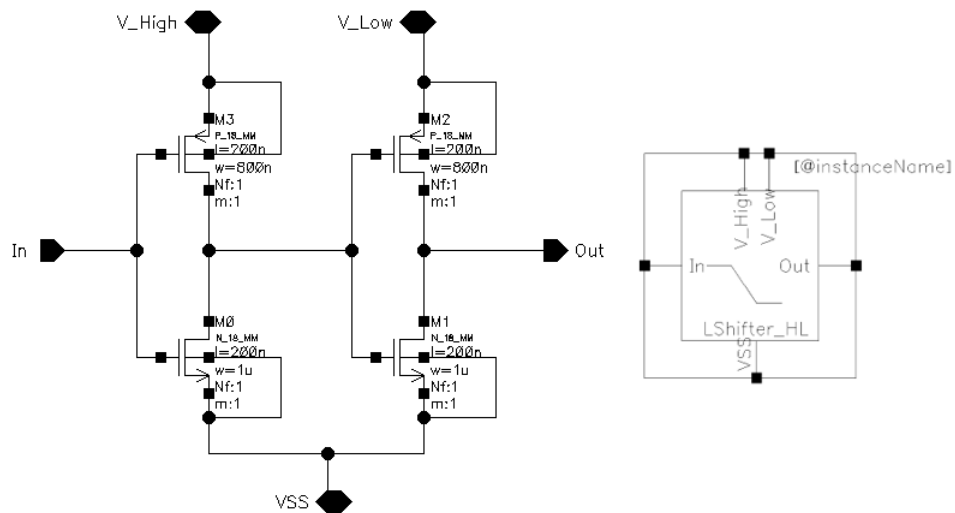 V_High
V_Low
M3
P_18_MM
l=200n
w=800n
Nf:1
m:1
M2
P_18_MM
l=200n
w=800n
Nf:1
m:1
In
Out
M0
N_18_MM
l=200n
w=1u
Nf:1
m:1
M1
N_18_MM
l=200n
w=1u
Nf:1
m:1
VSS
[@instanceName]
V_High
V_Low
In
Out
LShifter_HL
VSS